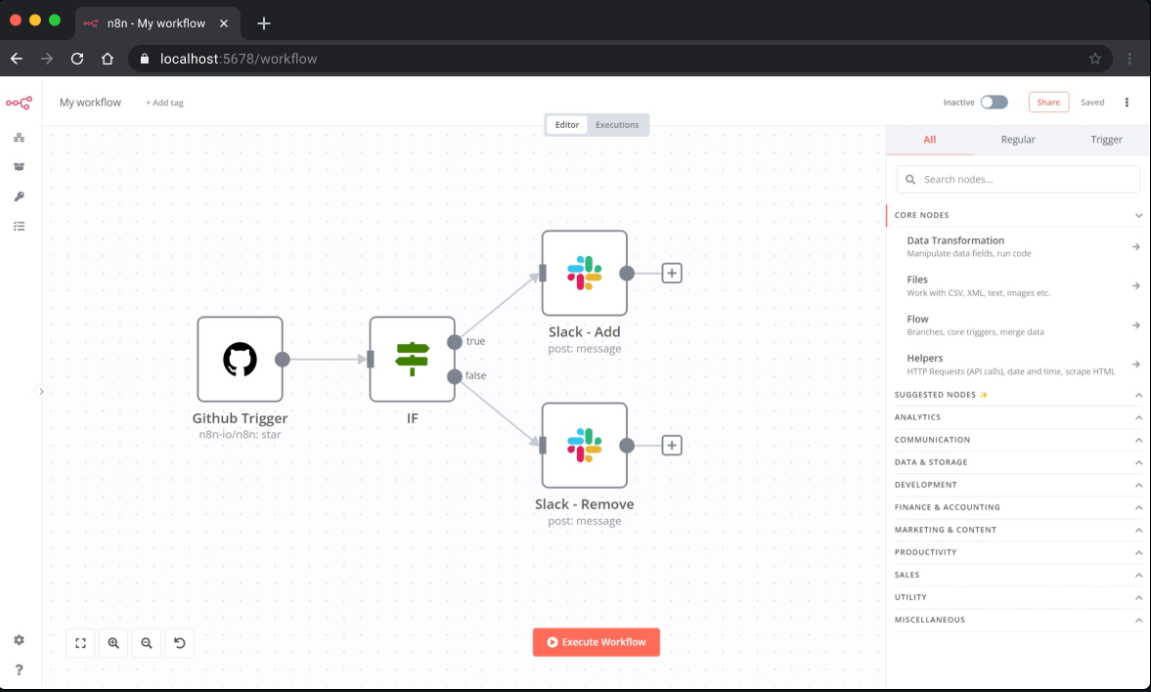 n8n - My workflow
localhost:5678/workflow
My workflow
+ Add tag
Inactive
Share
Saved
Editor
Executions
All
Regular
Trigger
Search nodes...
CORE NODES
Data Transformation
Manipulate data fields, run code
Files
Work with CSV, XML, text, images etc.
Flow
Branches, core triggers, merge data
Helpers
HTTP Requests (API calls), date and time, scrape HTML
SUGGESTED NODES ✨
ANALYTICS
COMMUNICATION
DATA & STORAGE
DEVELOPMENT
FINANCE & ACCOUNTING
MARKETING & CONTENT
PRODUCTIVITY
SALES
UTILITY
MISCELLANEOUS
Github Trigger
n8n-io/n8n: star
IF
true
false
Slack - Add
post: message
Slack - Remove
post: message
Execute Workflow